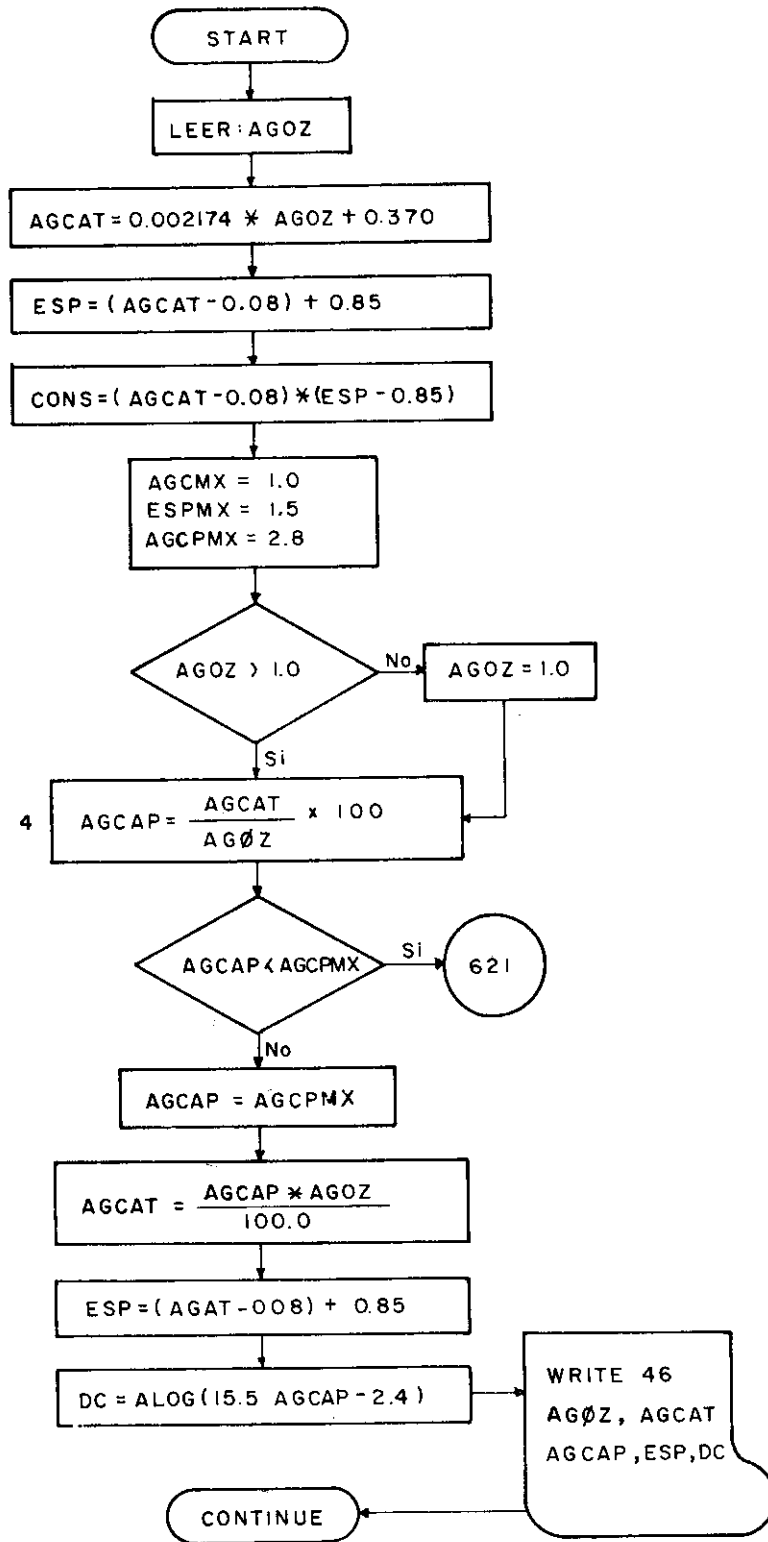 START
LEER: AGOZ
AGCAT=0.002174 * AGOZ + 0.370
ESP=(AGCAT-0.08) + 0.85
CONS=(AGCAT-0.08)*(ESP-0.85)
AGCMX = 1.0
ESPMX = 1.5
AGCPMX = 2.8
AGOZ > 1.0
No
AGOZ = 1.0
Si
4
AGCAP = AGCAT / AGØZ x 100
AGCAP < AGCPMX
Si
621
No
AGCAP = AGCPMX
AGCAT = AGCAP * AGOZ / 100.0
ESP=(AGAT-008) + 0.85
DC = ALOG(15.5 AGCAP-2.4)
WRITE 46
AGØZ, AGCAT
AGCAP,ESP,DC
CONTINUE